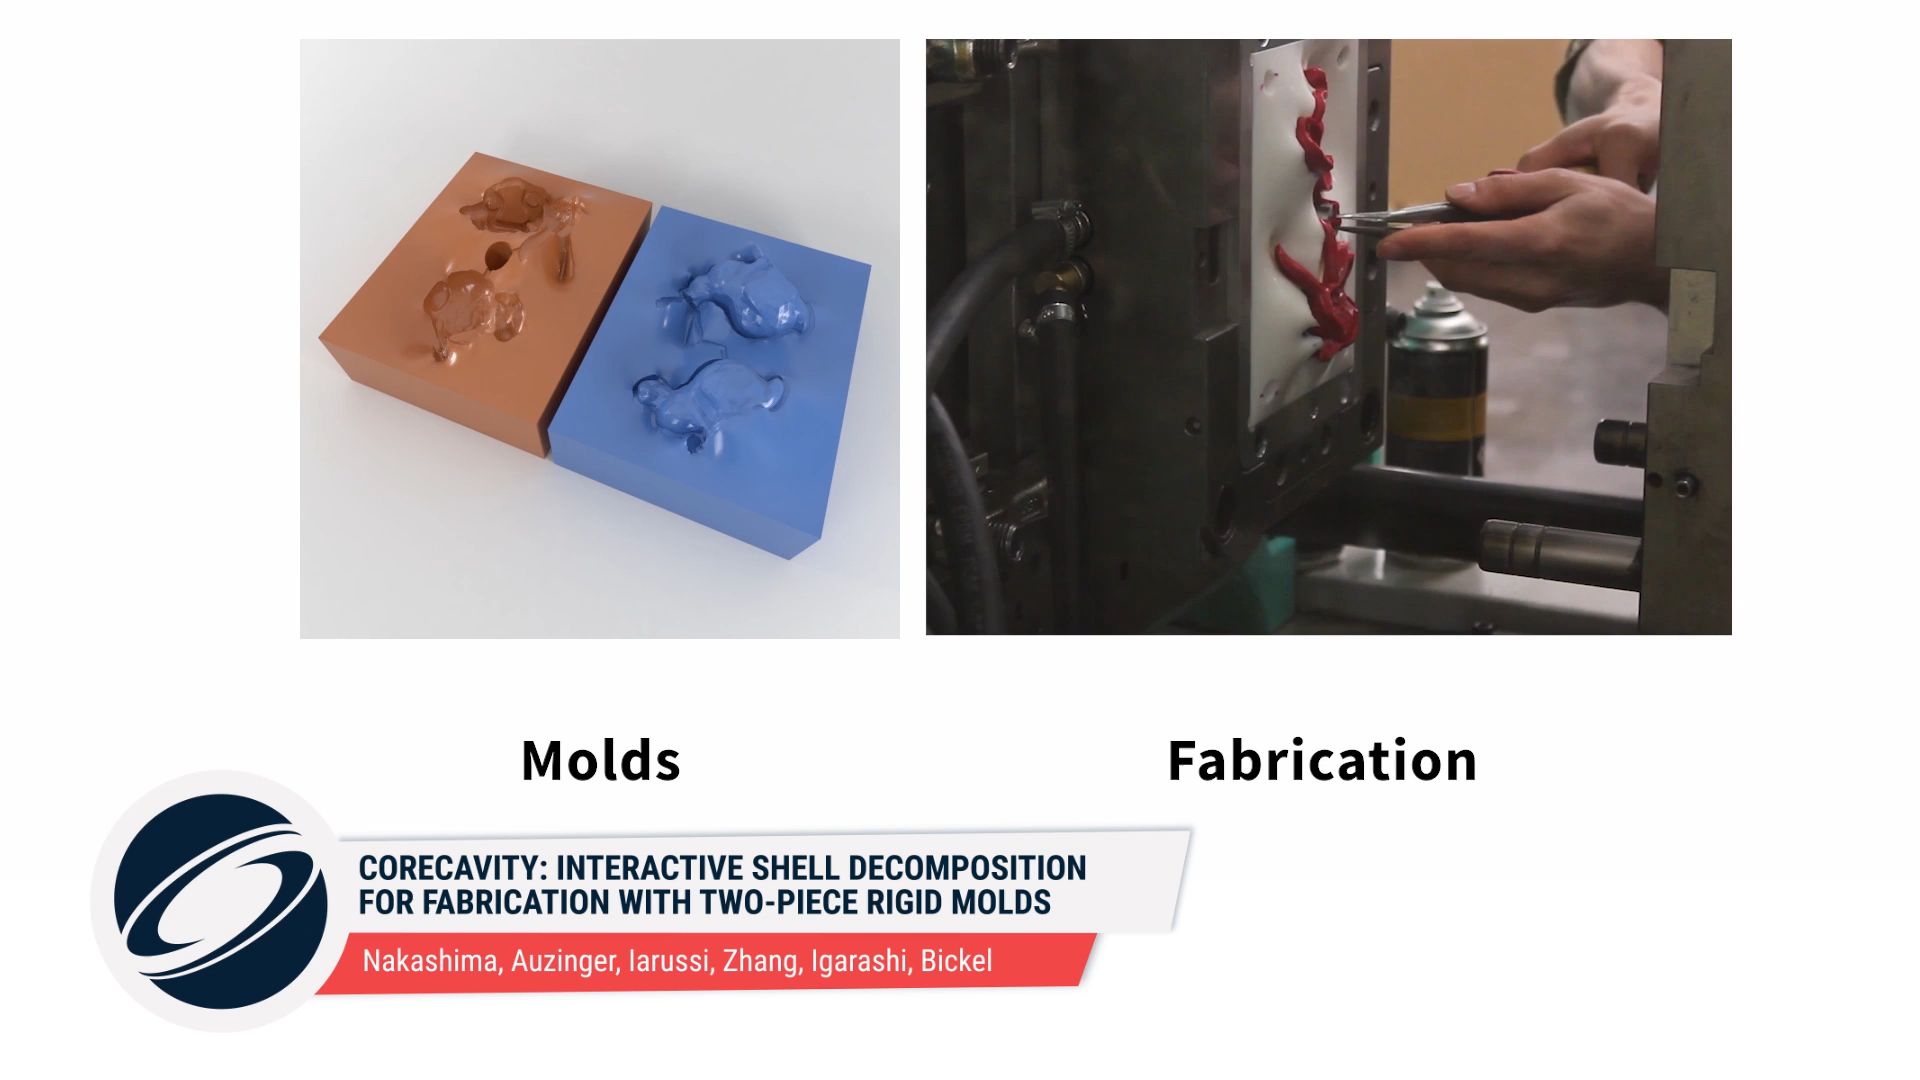 Molds
Fabrication
CORECAVITY: INTERACTIVE SHELL DECOMPOSITION
FOR FABRICATION WITH TWO-PIECE RIGID MOLDS
Nakashima, Auzinger, Iarussi, Zhang, Igarashi, Bickel